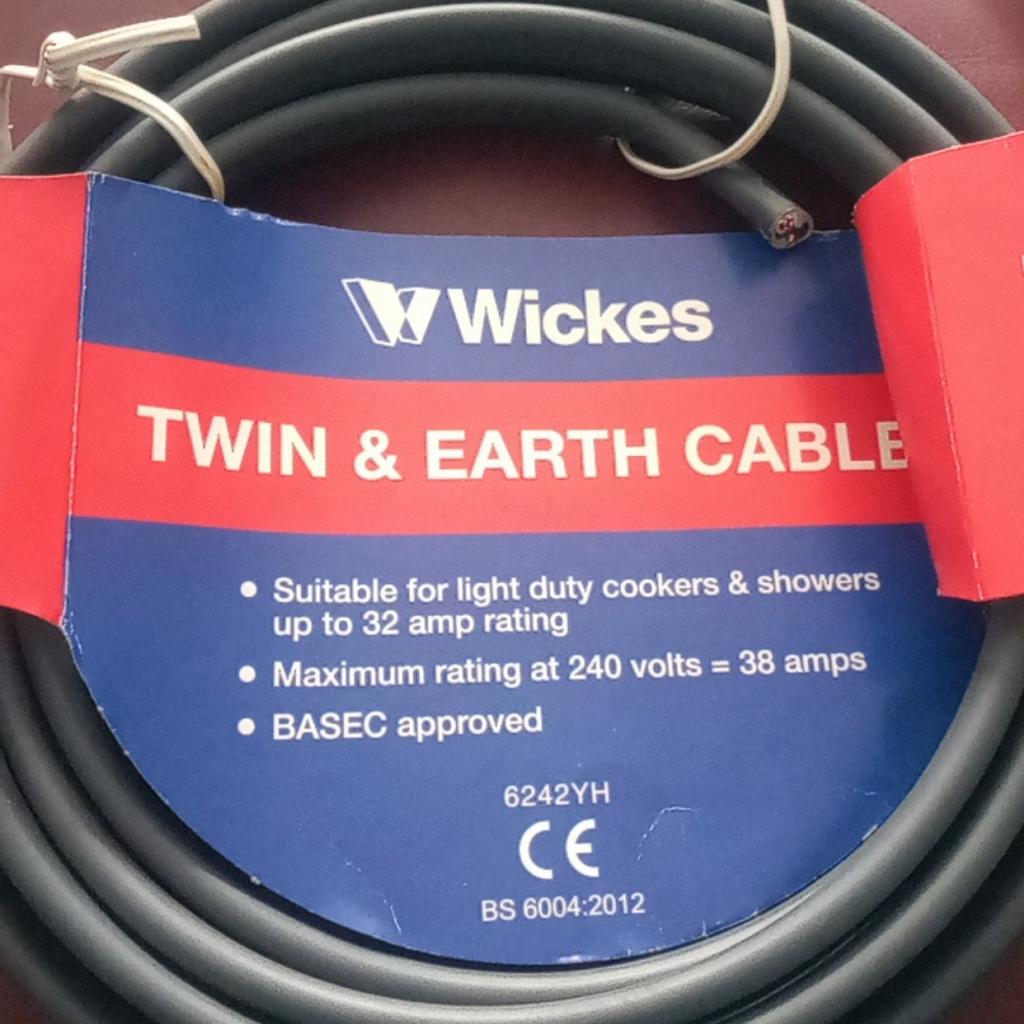 Wickes
TWIN & EARTH CABLE
• Suitable for light duty cookers & showers
up to 32 amp rating
• Maximum rating at 240 volts = 38 amps
• BASEC approved
6242YH
CE
BS 6004:2012